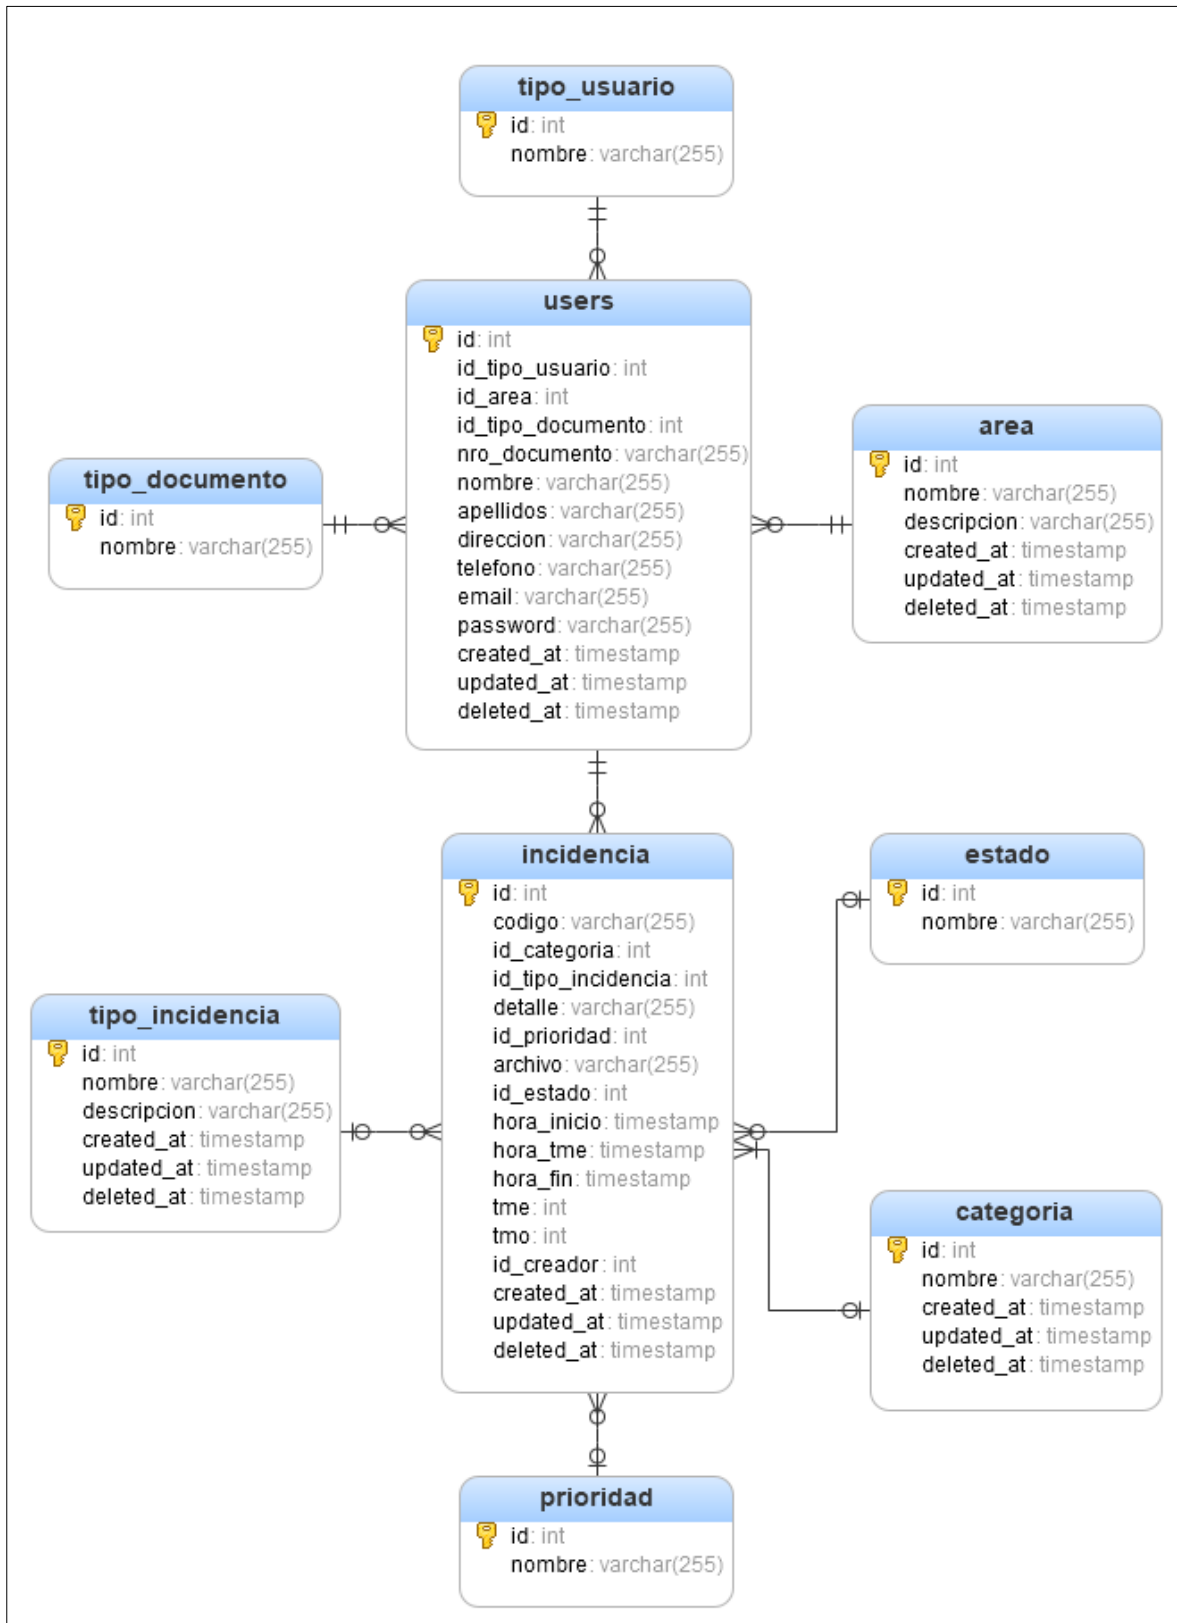 tipo_usuario
id: int
nombre: varchar(255)
users
id: int
id_tipo_usuario: int
id_area: int
id_tipo_documento: int
nro_documento: varchar(255)
nombre: varchar(255)
apellidos: varchar(255)
direccion: varchar(255)
telefono: varchar(255)
email: varchar(255)
password: varchar(255)
created_at: timestamp
updated_at: timestamp
deleted_at: timestamp
area
id: int
nombre: varchar(255)
descripcion: varchar(255)
created_at: timestamp
updated_at: timestamp
deleted_at: timestamp
tipo_documento
id: int
nombre: varchar(255)
incidencia
id: int
codigo: varchar(255)
id_categoria: int
id_tipo_incidencia: int
detalle: varchar(255)
id_prioridad: int
archivo: varchar(255)
id_estado: int
hora_inicio: timestamp
hora_tme: timestamp
hora_fin: timestamp
tme: int
tmo: int
id_creador: int
created_at: timestamp
updated_at: timestamp
deleted_at: timestamp
estado
id: int
nombre: varchar(255)
tipo_incidencia
id: int
nombre: varchar(255)
descripcion: varchar(255)
created_at: timestamp
updated_at: timestamp
deleted_at: timestamp
categoria
id: int
nombre: varchar(255)
created_at: timestamp
updated_at: timestamp
deleted_at: timestamp
prioridad
id: int
nombre: varchar(255)